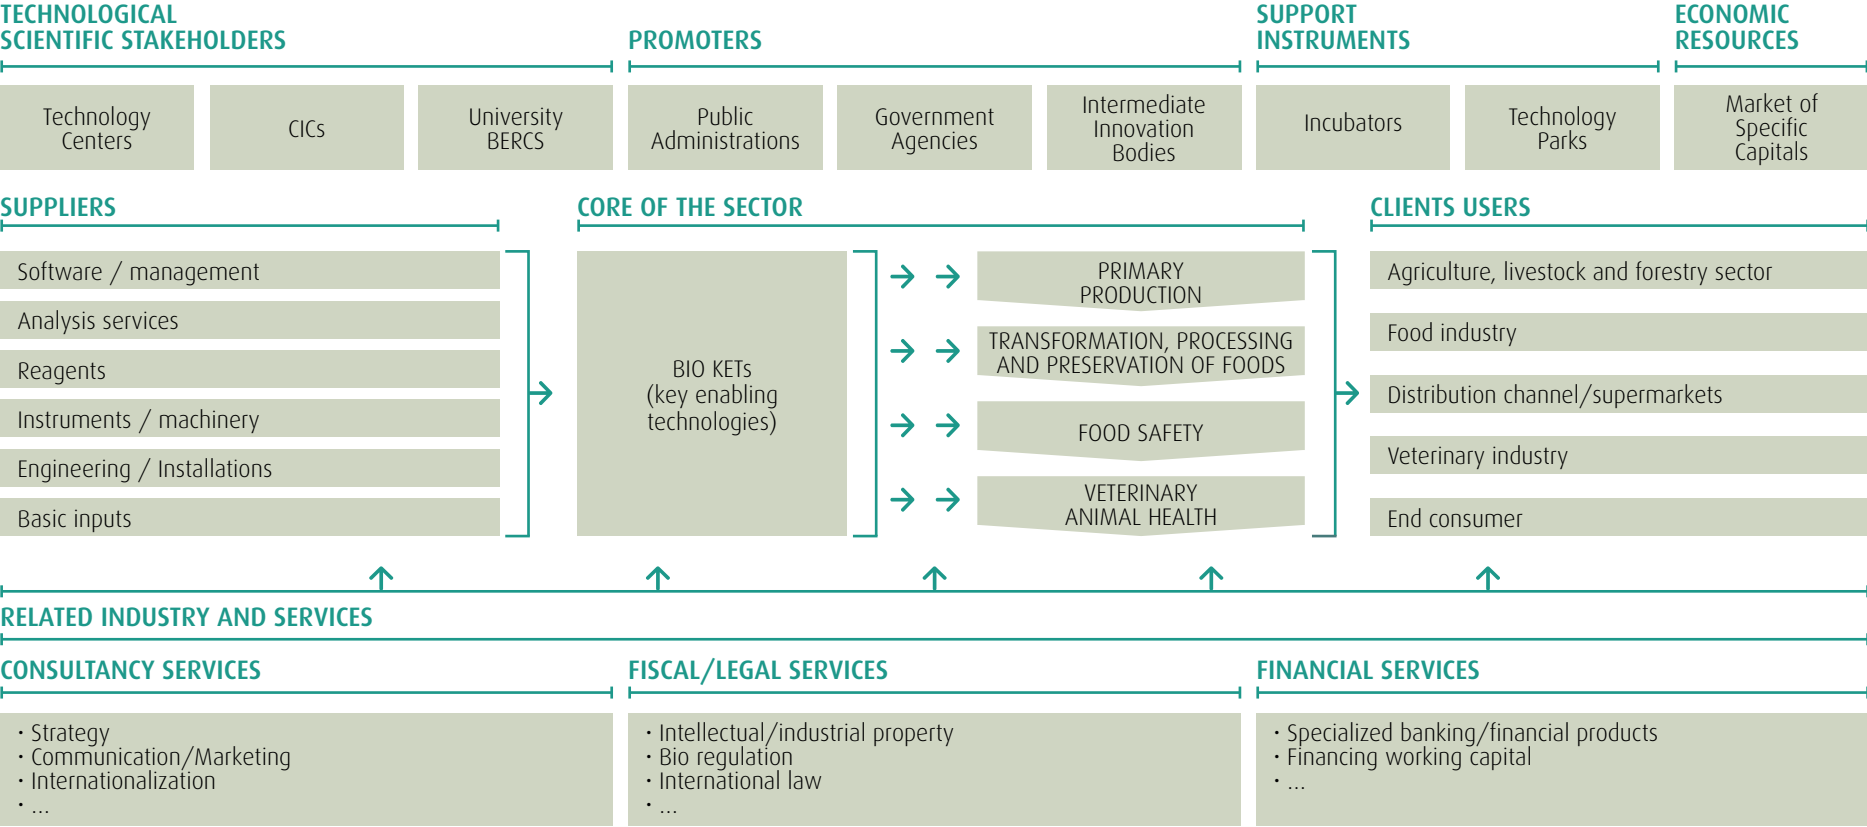 TECHNOLOGICAL
SCIENTIFIC STAKEHOLDERS
PROMOTERS
SUPPORT
INSTRUMENTS
ECONOMIC
RESOURCES
Technology
Centers
CICs
University
BERCS
Public
Administrations
Government
Agencies
Intermediate
Innovation
Bodies
Incubators
Technology
Parks
Market of
Specific
Capitals
SUPPLIERS
Software / management
Analysis services
Reagents
Instruments / machinery
Engineering / Installations
Basic inputs
CORE OF THE SECTOR
BIO KETs
(key enabling
technologies)
PRIMARY
PRODUCTION
TRANSFORMATION, PROCESSING
AND PRESERVATION OF FOODS
FOOD SAFETY
VETERINARY
ANIMAL HEALTH
CLIENTS USERS
Agriculture, livestock and forestry sector
Food industry
Distribution channel/supermarkets
Veterinary industry
End consumer
RELATED INDUSTRY AND SERVICES
CONSULTANCY SERVICES
· Strategy
· Communication/Marketing
· Internationalization
· ...
FISCAL/LEGAL SERVICES
· Intellectual/industrial property
· Bio regulation
· International law
· ...
FINANCIAL SERVICES
· Specialized banking/financial products
· Financing working capital
· ...